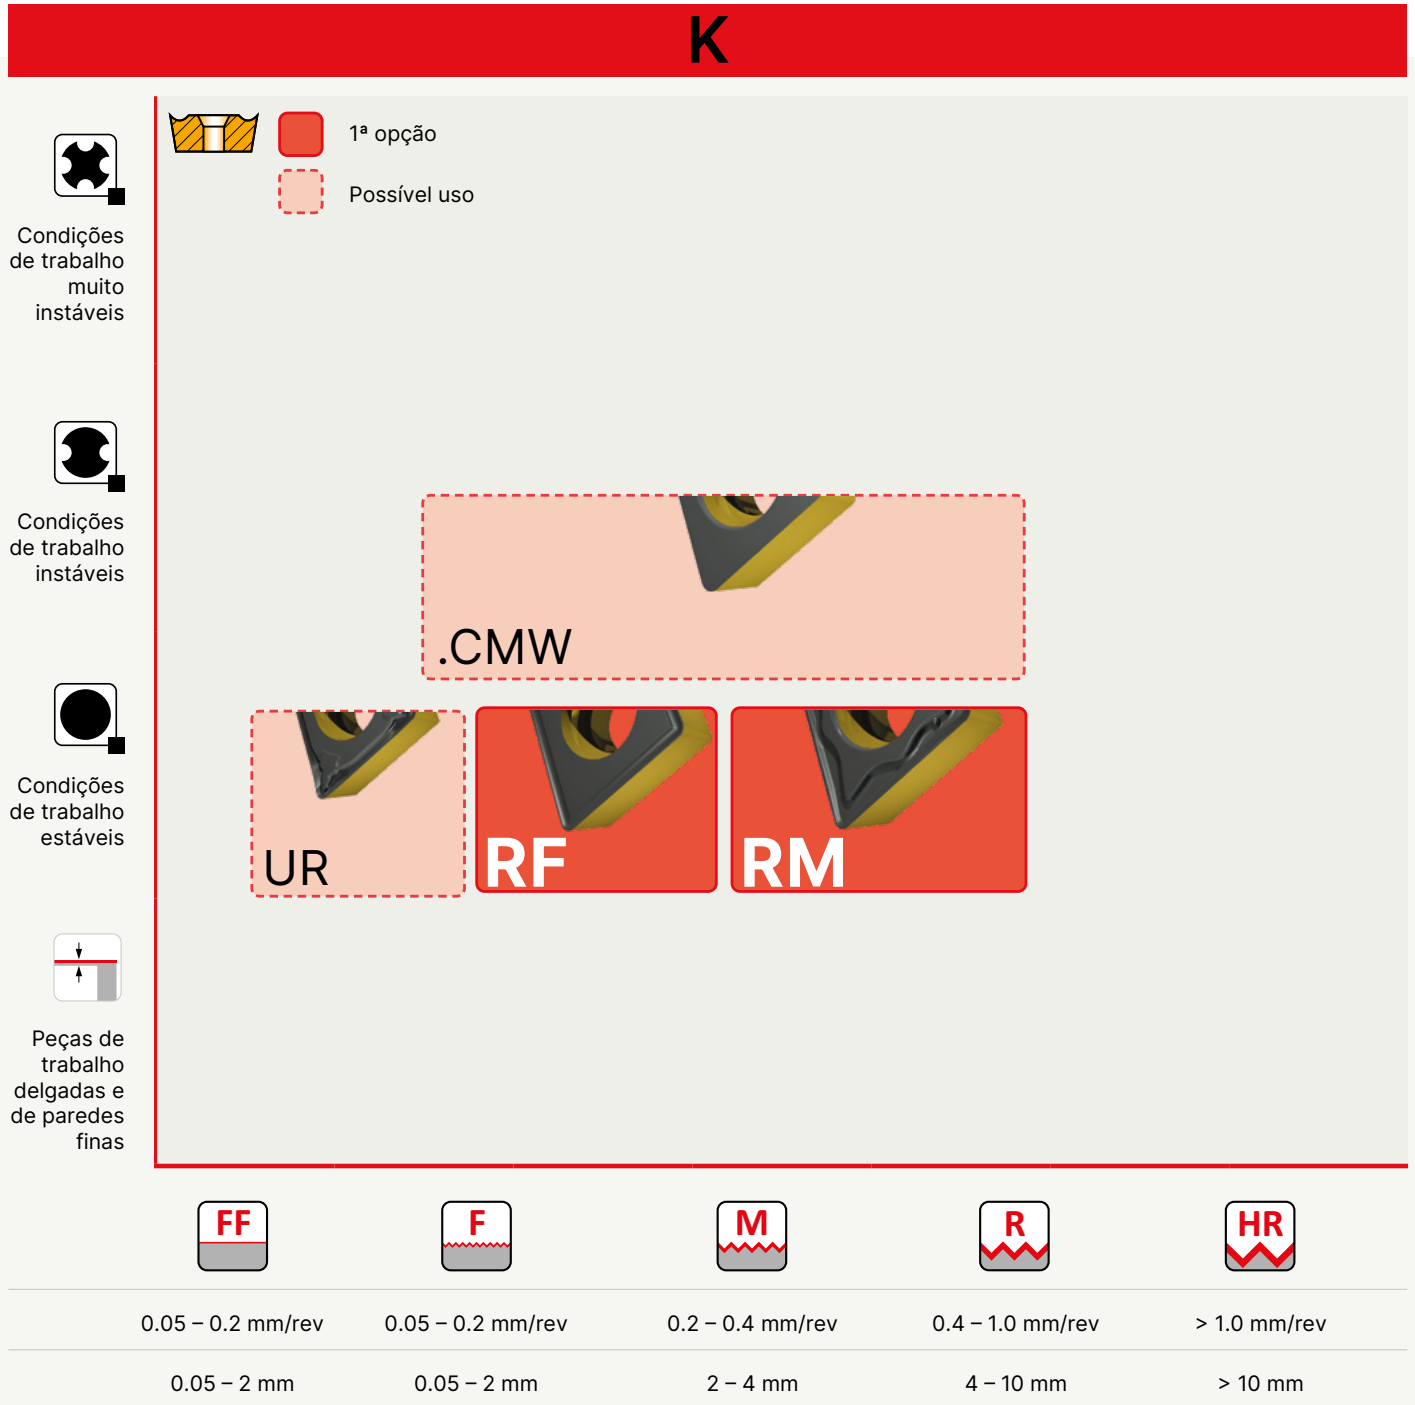 K
1ª opção
Possível uso
Condições
de trabalho
muito
instáveis
Condições
de trabalho
instáveis
.CMW
Condições
de trabalho
estáveis
UR
RF
RM
Peças de
trabalho
delgadas e
de paredes
finas
FF
F
M
R
HR
0.05 – 0.2 mm/rev
0.05 – 0.2 mm/rev
0.2 – 0.4 mm/rev
0.4 – 1.0 mm/rev
> 1.0 mm/rev
0.05 – 2 mm
0.05 – 2 mm
2 – 4 mm
4 – 10 mm
> 10 mm